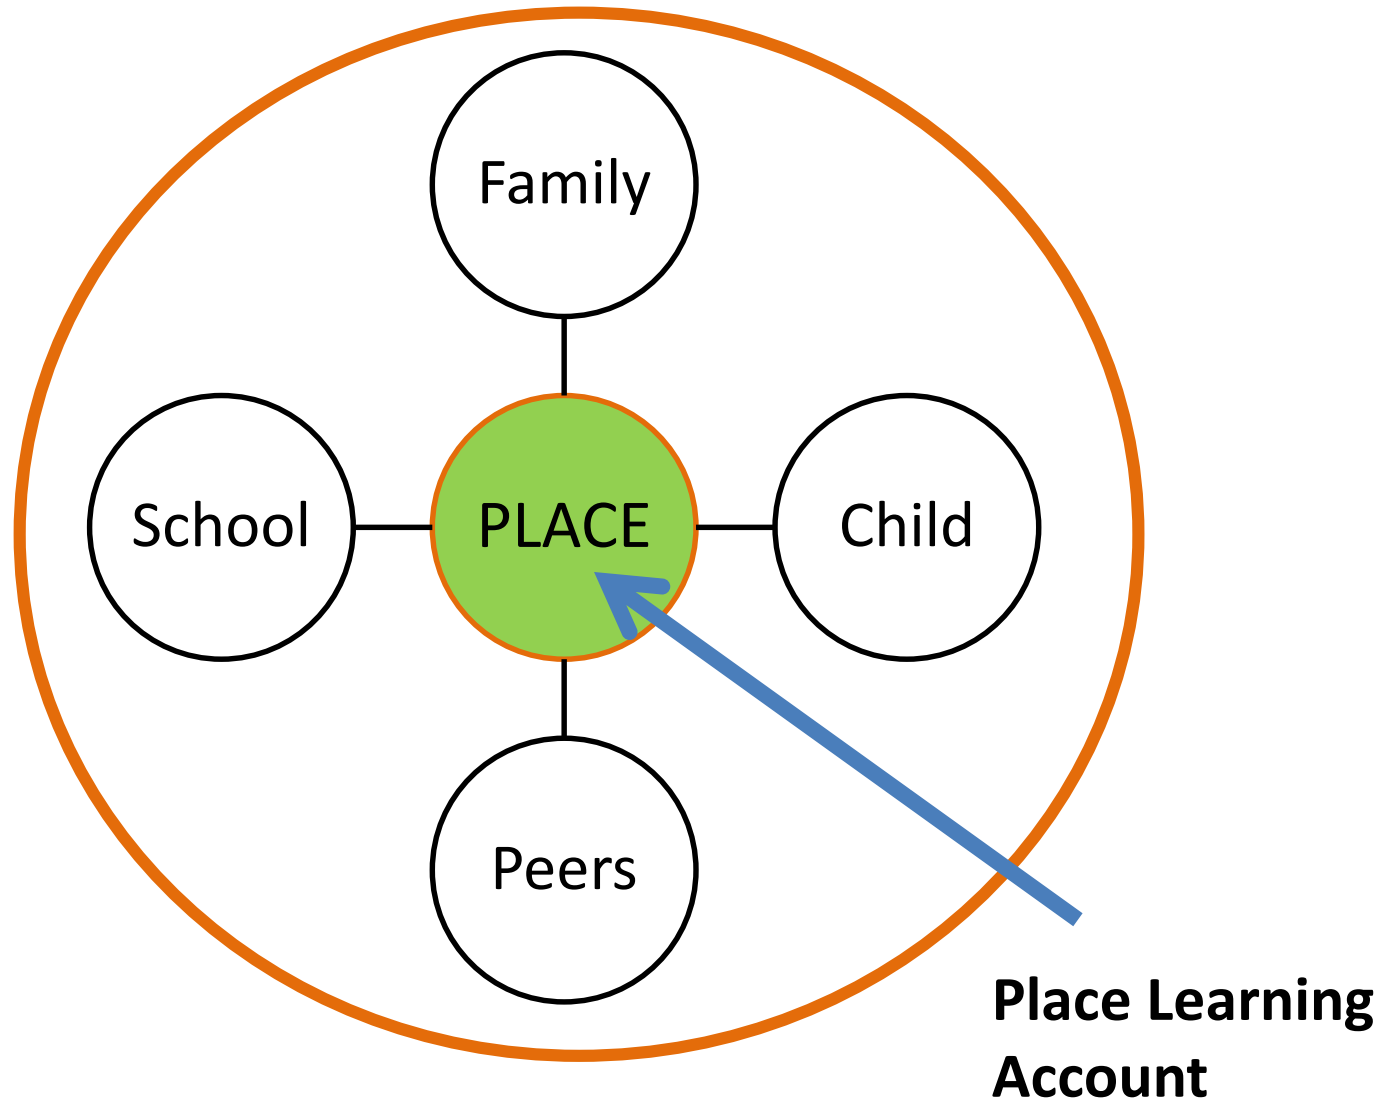 Family
School
PLACE
Child
Peers
Place Learning
Account